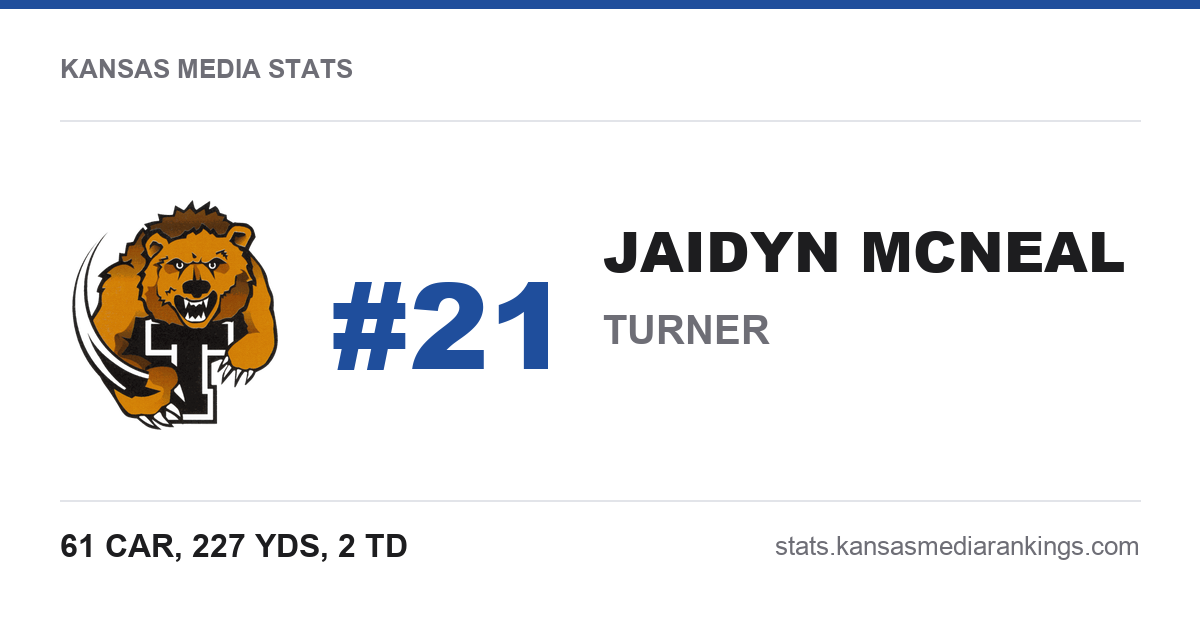 KANSAS MEDIA STATS
T
#21
JAIDYN MCNEAL
TURNER
61 CAR, 227 YDS, 2 TD
stats.kansasmediarankings.com